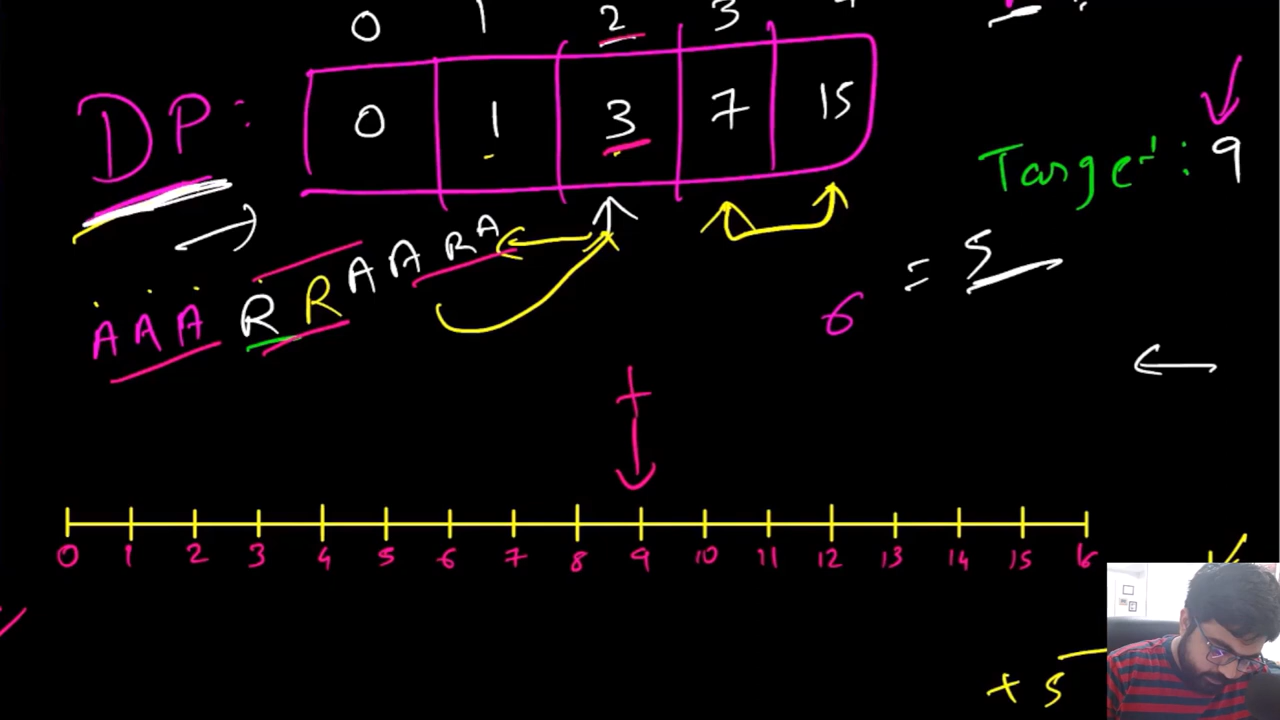 0 1 2 3
DP: 0 1 3 7 15
Target: 9
A A A R R A A R A
= 5
6
+
0 1 2 3 4 5 6 7 8 9 10 11 12 13 14 15 16
+ 5